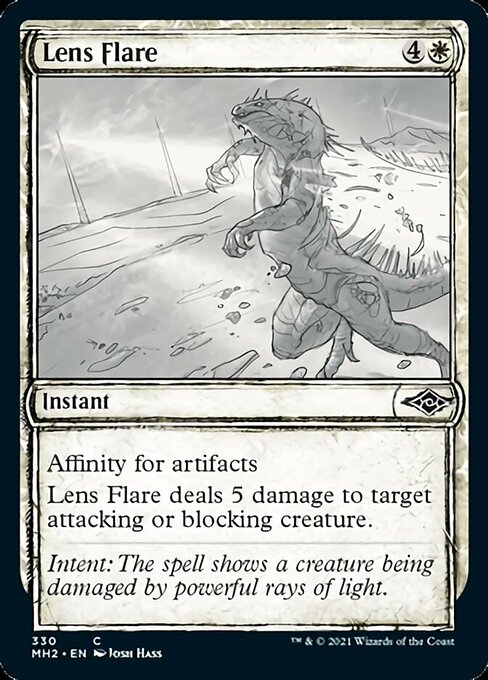 Lens Flare 4
Instant
Affinity for artifacts
Lens Flare deals 5 damage to target
attacking or blocking creature.
Intent: The spell shows a creature being
damaged by powerful rays of light.
330 C
MH2 • EN Josh Hass
™ & © 2021 Wizards of the Coast